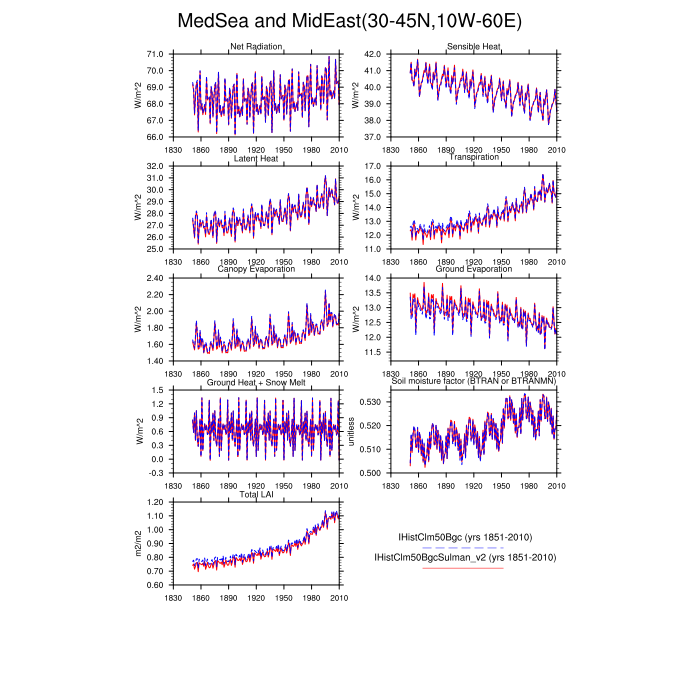 MedSea and MidEast(30-45N,10W-60E)
Net Radiation
Sensible Heat
71.0
70.0
69.0
68.0
67.0
66.0
W/m^2
1830 1860 1890 1920 1950 1980 2010
42.0
41.0
40.0
39.0
38.0
37.0
W/m^2
1830 1860 1890 1920 1950 1980 2010
Latent Heat
Transpiration
32.0
31.0
30.0
29.0
28.0
27.0
26.0
25.0
W/m^2
1830 1860 1890 1920 1950 1980 2010
17.0
16.0
15.0
14.0
13.0
12.0
11.0
W/m^2
1830 1860 1890 1920 1950 1980 2010
Canopy Evaporation
Ground Evaporation
2.40
2.20
2.00
1.80
1.60
1.40
W/m^2
1830 1860 1890 1920 1950 1980 2010
14.0
13.5
13.0
12.5
12.0
11.5
W/m^2
1830 1860 1890 1920 1950 1980 2010
Ground Heat + Snow Melt
Soil moisture factor (BTRAN or BTRANMN)
1.5
1.2
0.9
0.6
0.3
0.0
-0.3
W/m^2
1830 1860 1890 1920 1950 1980 2010
0.530
0.520
0.510
0.500
unitless
1830 1860 1890 1920 1950 1980 2010
Total LAI
1.20
1.10
1.00
0.90
0.80
0.70
0.60
m2/m2
1830 1860 1890 1920 1950 1980 2010
IHistClm50Bgc (yrs 1851-2010)
IHistClm50BgcSulman_v2 (yrs 1851-2010)